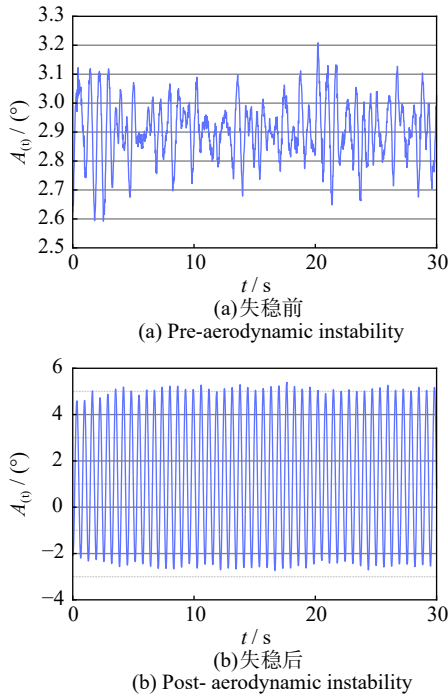 3.3
3.2
3.1
3.0
2.9
2.8
2.7
2.6
2.5
A(t) / (°)
0 10 20 30
t / s
(a)失稳前
(a) Pre-aerodynamic instability
6
4
2
0
−2
−4
A(t) / (°)
0 10 20 30
t / s
(b)失稳后
(b) Post- aerodynamic instability